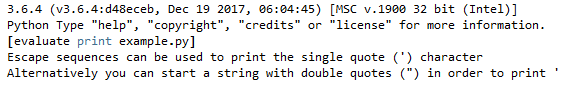 3.6.4 (v3.6.4:d48eceb, Dec 19 2017, 06:04:45) [MSC v.1900 32 bit (Intel)]
Python Type "help", "copyright", "credits" or "license" for more information.
[evaluate print example.py]
Escape sequences can be used to print the single quote (') character
Alternatively you can start a string with double quotes (") in order to print '